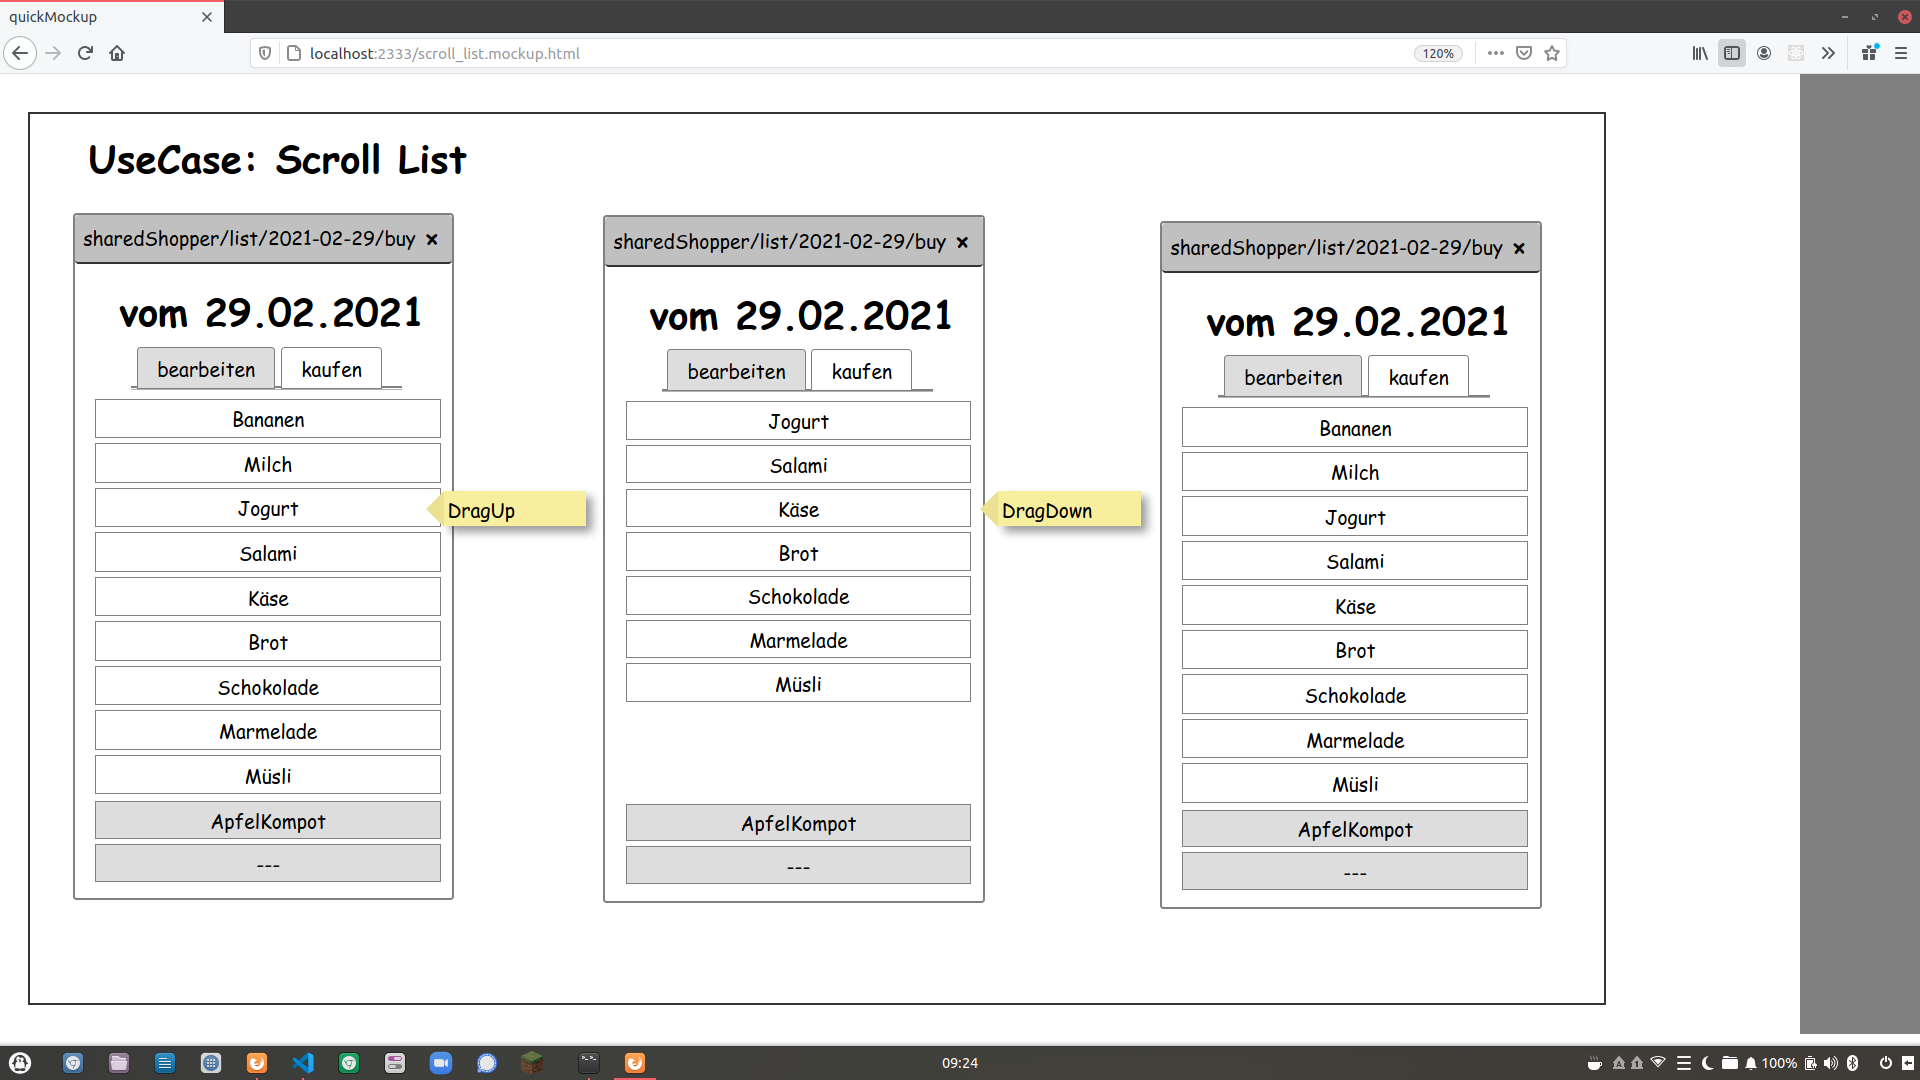 quickMockup
localhost:2333/scroll_list.mockup.html
120%
UseCase: Scroll List
sharedShopper/list/2021-02-29/buy ×
vom 29.02.2021
bearbeiten kaufen
Bananen
Milch
Jogurt
Salami
Käse
Brot
Schokolade
Marmelade
Müsli
ApfelKompot
---
DragUp
sharedShopper/list/2021-02-29/buy ×
vom 29.02.2021
bearbeiten kaufen
Jogurt
Salami
Käse
Brot
Schokolade
Marmelade
Müsli
ApfelKompot
---
DragDown
sharedShopper/list/2021-02-29/buy ×
vom 29.02.2021
bearbeiten kaufen
Bananen
Milch
Jogurt
Salami
Käse
Brot
Schokolade
Marmelade
Müsli
ApfelKompot
---
09:24
100%